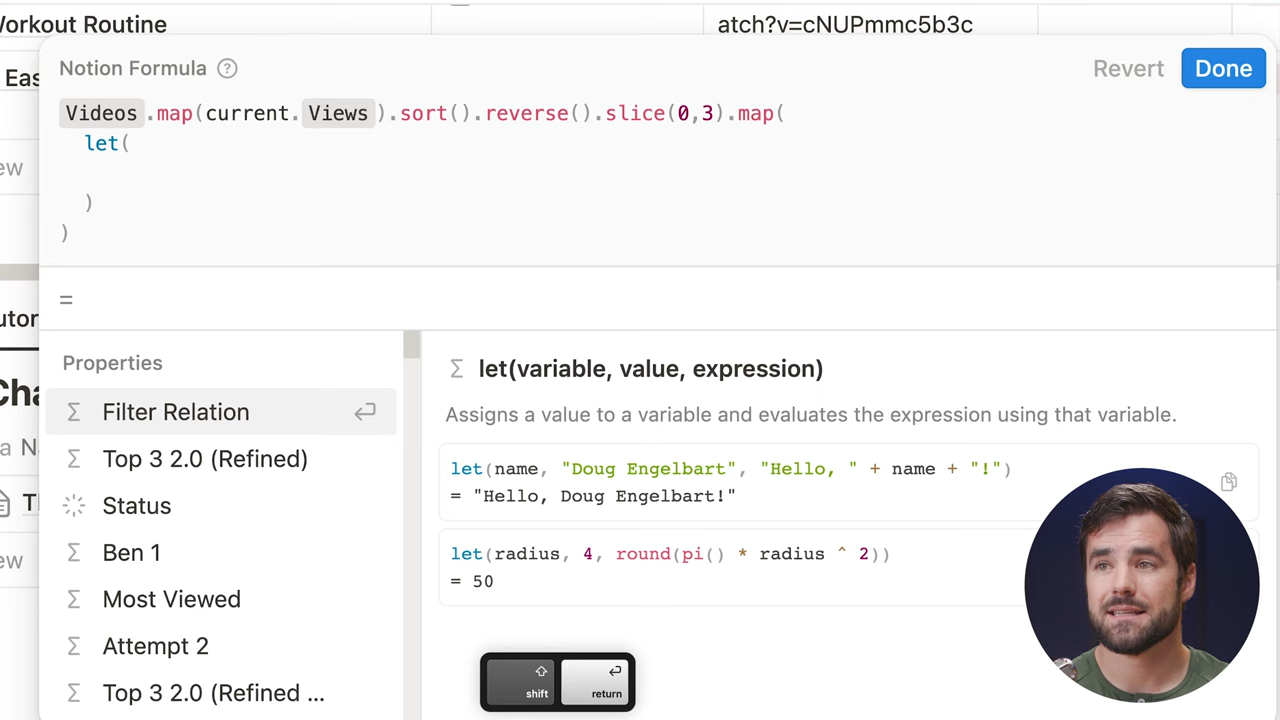 Workout Routine
atch?v=cNUPmmc5b3c
Eas
Notion Formula ?
Revert
Done
Videos.map(current.Views).sort().reverse().slice(0,3).map(
let(
ew
)
)
=
utor
Properties
Cha
Σ let(variable, value, expression)
Σ Filter Relation
Assigns a value to a variable and evaluates the expression using that variable.
a N
Σ Top 3 2.0 (Refined)
let(name, "Doug Engelbart", "Hello, " + name + "!")
= "Hello, Doug Engelbart!"
Status
Σ Ben 1
let(radius, 4, round(pi() * radius ^ 2))
ew
= 50
Σ Most Viewed
Σ Attempt 2
Σ Top 3 2.0 (Refined ...
shift
return